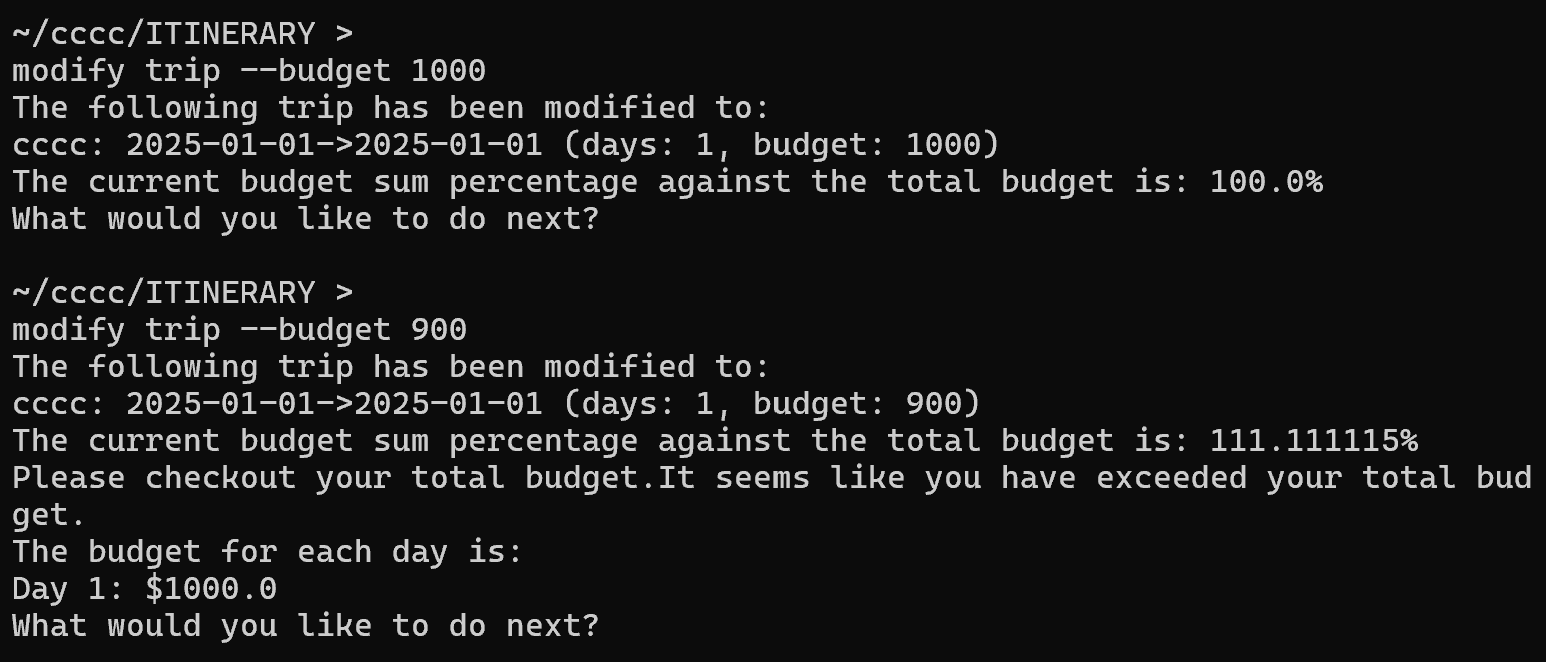 ~/cccc/ITINERARY >
modify trip --budget 1000
The following trip has been modified to:
cccc: 2025-01-01->2025-01-01 (days: 1, budget: 1000)
The current budget sum percentage against the total budget is: 100.0%
What would you like to do next?

~/cccc/ITINERARY >
modify trip --budget 900
The following trip has been modified to:
cccc: 2025-01-01->2025-01-01 (days: 1, budget: 900)
The current budget sum percentage against the total budget is: 111.111115%
Please checkout your total budget.It seems like you have exceeded your total bud
get.
The budget for each day is:
Day 1: $1000.0
What would you like to do next?